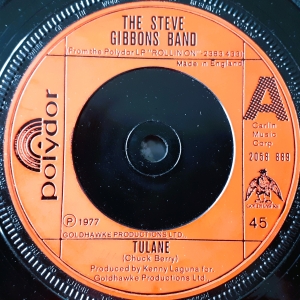 THE STEVE
GIBBONS BAND
(From the Polydor LP "ROLLIN ON" 2383 433)
Made in England
A
Carlin
Music
Corp.
2058 889
polydor
45
℗ 1977
GOLDHAWKE PRODUCTIONS LTD.
TULANE
(Chuck Berry)
Produced by Kenny Laguna for
Goldhawke Productions Ltd.